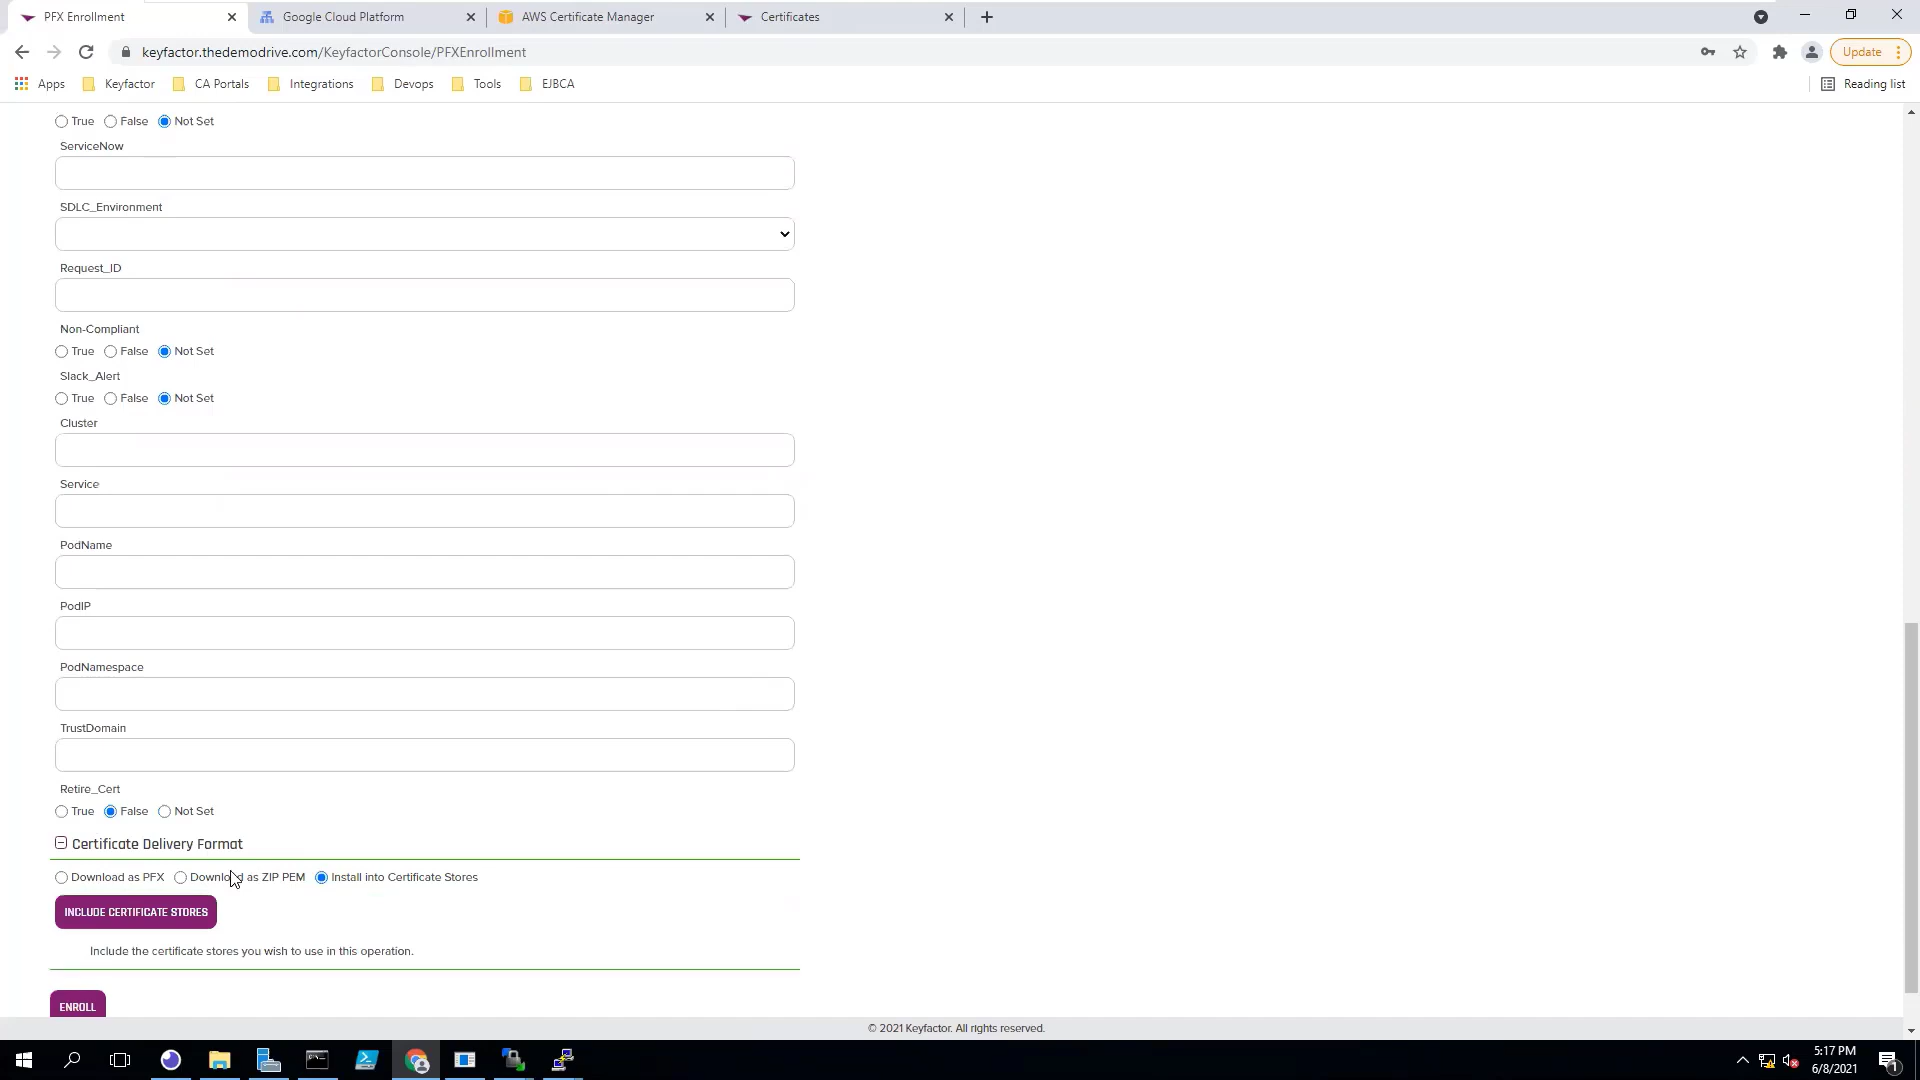 PFX Enrollment
Google Cloud Platform
AWS Certificate Manager
Certificates
keyfactor.thedemodrive.com/KeyfactorConsole/PFXEnrollment
Update
Apps
Keyfactor
CA Portals
Integrations
Devops
Tools
EJBCA
Reading list
True False Not Set
ServiceNow
SDLC_Environment
Request_ID
Non-Compliant
True False Not Set
Slack_Alert
True False Not Set
Cluster
Service
PodName
PodIP
PodNamespace
TrustDomain
Retire_Cert
True False Not Set
Certificate Delivery Format
Download as PFX Download as ZIP PEM Install into Certificate Stores
INCLUDE CERTIFICATE STORES
Include the certificate stores you wish to use in this operation.
ENROLL
© 2021 Keyfactor. All rights reserved.
5:17 PM
6/8/2021
1